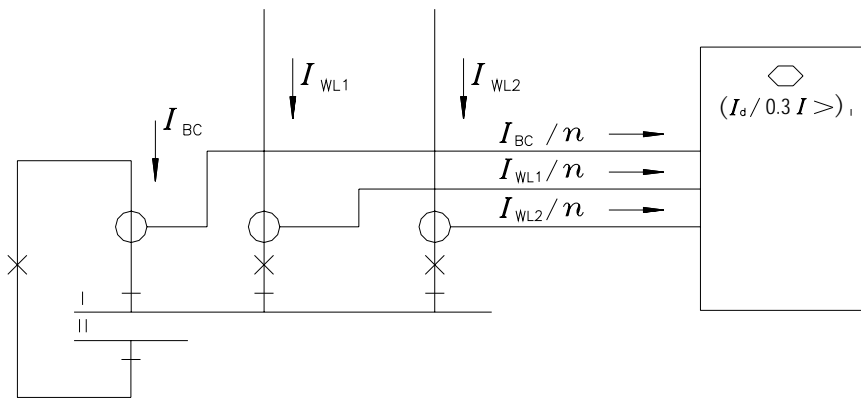 I WL1
I WL2
(I d / 0.3 I >) I
I BC
I BC / n
I WL1 / n
I WL2 / n
I
II